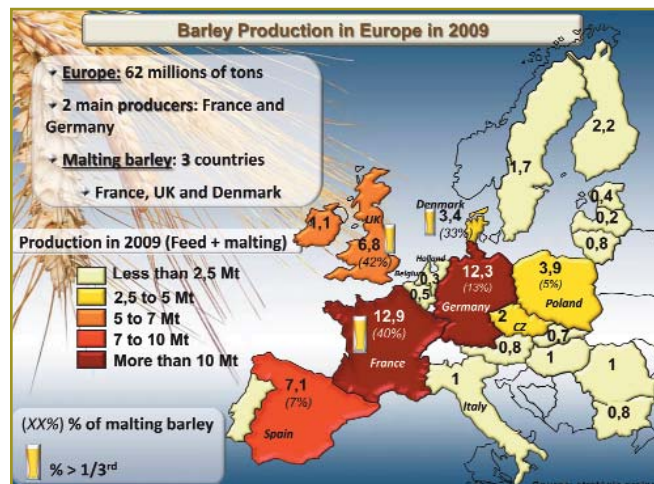 Barley Production in Europe in 2009
Europe: 62 millions of tons
2 main producers: France and
Germany
Malting barley: 3 countries
France, UK and Denmark
Production in 2009 (Feed + malting)
Less than 2,5 Mt
2,5 to 5 Mt
5 to 7 Mt
7 to 10 Mt
More than 10 Mt
(XX%) % of malting barley
% > 1/3rd
2,2
1,7
0,4
0,2
0,8
Denmark
3,4
(33%)
1,1
UK
6,8
(42%)
Holland
0,3
Belgium
0,5
12,3
(13%)
Germany
3,9
(5%)
Poland
2
CZ
0,7
0,8
1
1
0,8
12,9
(40%)
France
1
Italy
7,1
(7%)
Spain